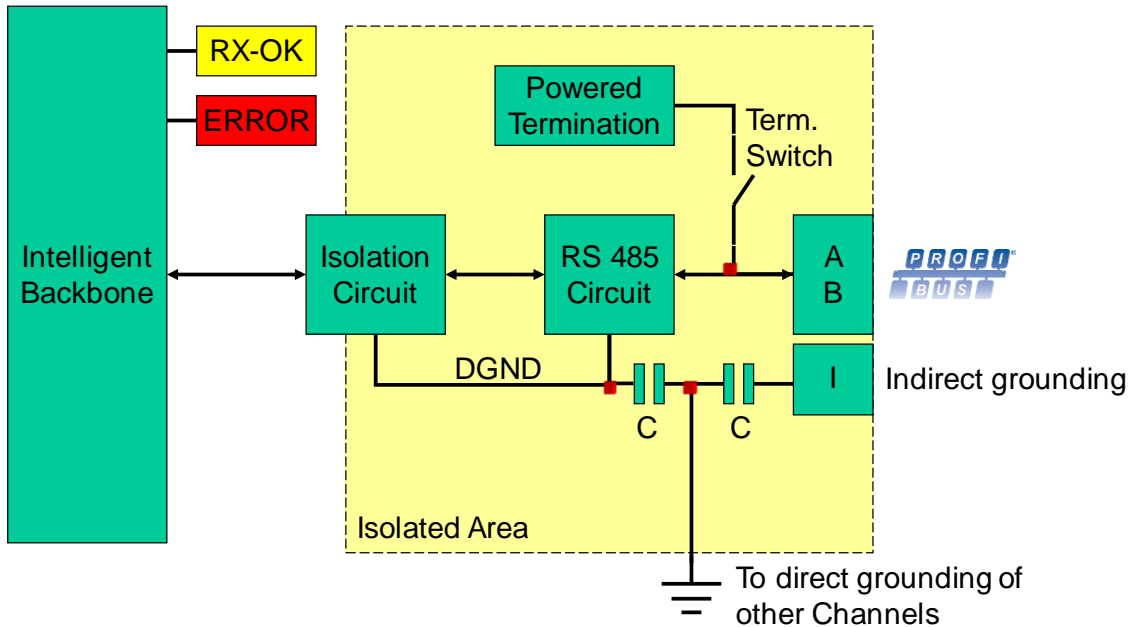 RX-OK
ERROR
Powered
Termination
Term.
Switch
Intelligent
Backbone
Isolation
Circuit
RS 485
Circuit
A
B
PROFI®
BUS
DGND
C
C
I
Indirect grounding
Isolated Area
To direct grounding of
other Channels